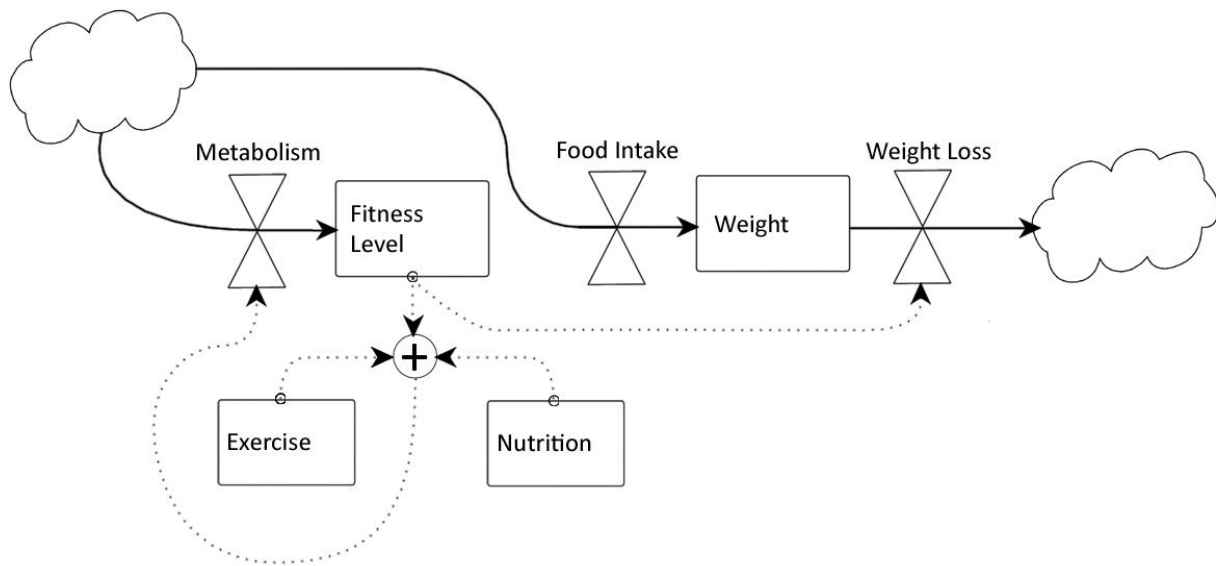 Metabolism
Food Intake
Weight Loss
Fitness
Level
Weight
+
Exercise
Nutrition